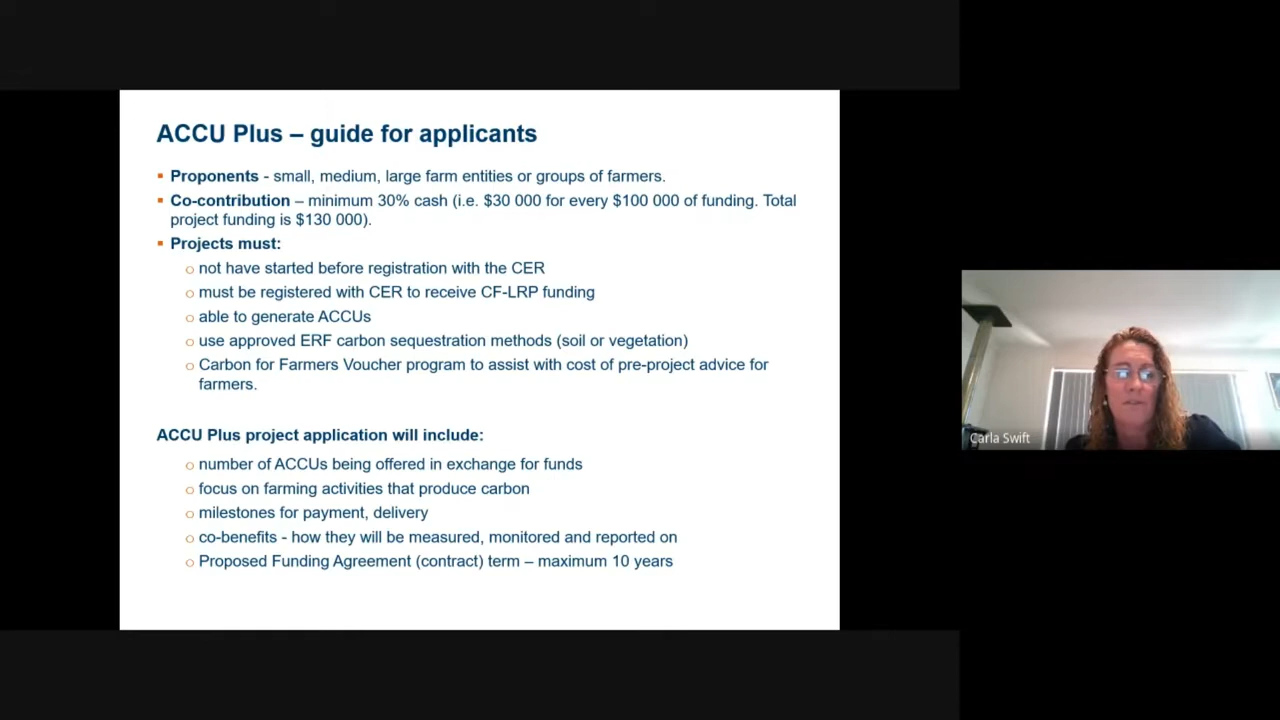 ACCU Plus – guide for applicants
Proponents - small, medium, large farm entities or groups of farmers.
Co-contribution – minimum 30% cash (i.e. $30 000 for every $100 000 of funding. Total
project funding is $130 000).
Projects must:
not have started before registration with the CER
must be registered with CER to receive CF-LRP funding
able to generate ACCUs
use approved ERF carbon sequestration methods (soil or vegetation)
Carbon for Farmers Voucher program to assist with cost of pre-project advice for
farmers.
ACCU Plus project application will include:
number of ACCUs being offered in exchange for funds
focus on farming activities that produce carbon
milestones for payment, delivery
co-benefits - how they will be measured, monitored and reported on
Proposed Funding Agreement (contract) term – maximum 10 years
Carla Swift